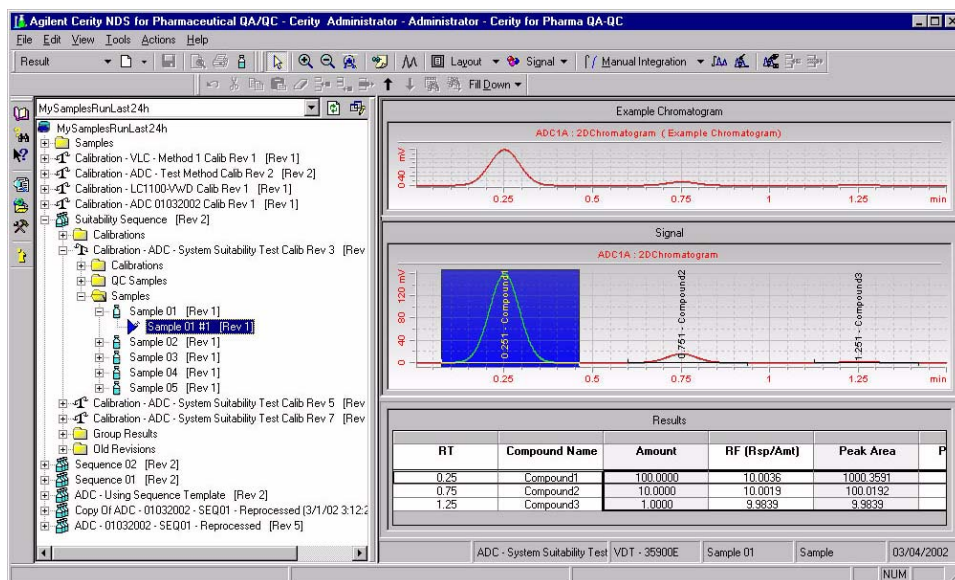 Agilent Cerity NDS for Pharmaceutical QA/QC - Cerity Administrator - Administrator - Cerity for Pharma QA-QC
File Edit View Tools Actions Help
Result Layout Signal Manual Integration
Fill Down
MySamplesRunLast24h
MySamplesRunLast24h
Samples
Calibration - VLC - Method 1 Calib Rev 1 [Rev 1]
Calibration - ADC - Test Method Calib Rev 2 [Rev 2]
Calibration - LC1100-VWD Calib Rev 1 [Rev 1]
Calibration - ADC 01032002 Calib Rev 1 [Rev 1]
Suitability Sequence [Rev 2]
Calibrations
Calibration - ADC - System Suitability Test Calib Rev 3 [Rev
Calibrations
QC Samples
Samples
Sample 01 [Rev 1]
Sample 01 #1 [Rev 1]
Sample 02 [Rev 1]
Sample 03 [Rev 1]
Sample 04 [Rev 1]
Sample 05 [Rev 1]
Calibration - ADC - System Suitability Test Calib Rev 5 [Rev
Calibration - ADC - System Suitability Test Calib Rev 7 [Rev
Group Results
Old Revisions
Sequence 02 [Rev 2]
Sequence 01 [Rev 2]
ADC - Using Sequence Template [Rev 2]
Copy Of ADC - 01032002 - SEQ01 - Reprocessed (3/1/02 3:12:2
ADC - 01032002 - SEQ01 - Reprocessed [Rev 5]
Example Chromatogram
ADC1A : 2DChromatogram ( Example Chromatogram)
mV
0.25 0.5 0.75 1 1.25 min
Signal
ADC1A : 2DChromatogram
mV
120
80
40
0
0.251 - Compound1
0.751 - Compound2
1.251 - Compound3
0.25 0.5 0.75 1 1.25 min
Results
RT Compound Name Amount RF (Rsp/Amt) Peak Area P
0.25 Compound1 100.0000 10.0036 1000.3591
0.75 Compound2 10.0000 10.0019 100.0192
1.25 Compound3 1.0000 9.9839 9.9839
ADC - System Suitability Test VDT - 35900E Sample 01 Sample 03/04/2002
NUM